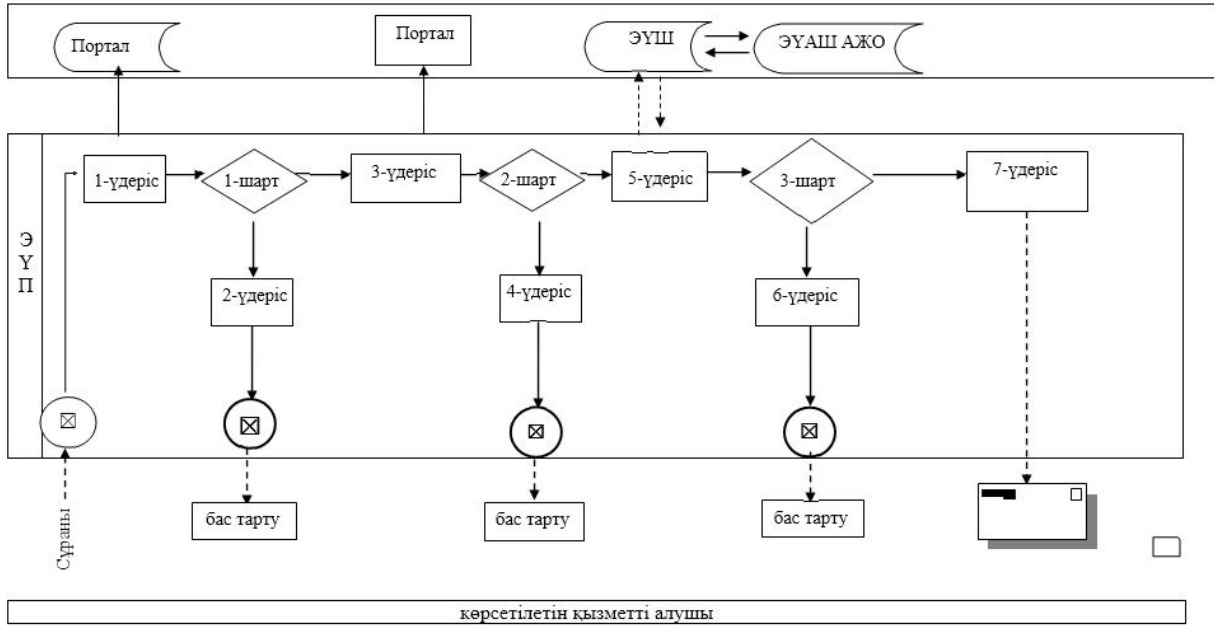 Портал
Портал
ЭҮШ
ЭҮАШ АЖО
Э
Ү
П
1-үдеріс
1-шарт
3-үдеріс
2-шарт
5-үдеріс
3-шарт
7-үдеріс
2-үдеріс
4-үдеріс
6-үдеріс
Сұраны
бас тарту
бас тарту
бас тарту
көрсетілетін қызметті алушы